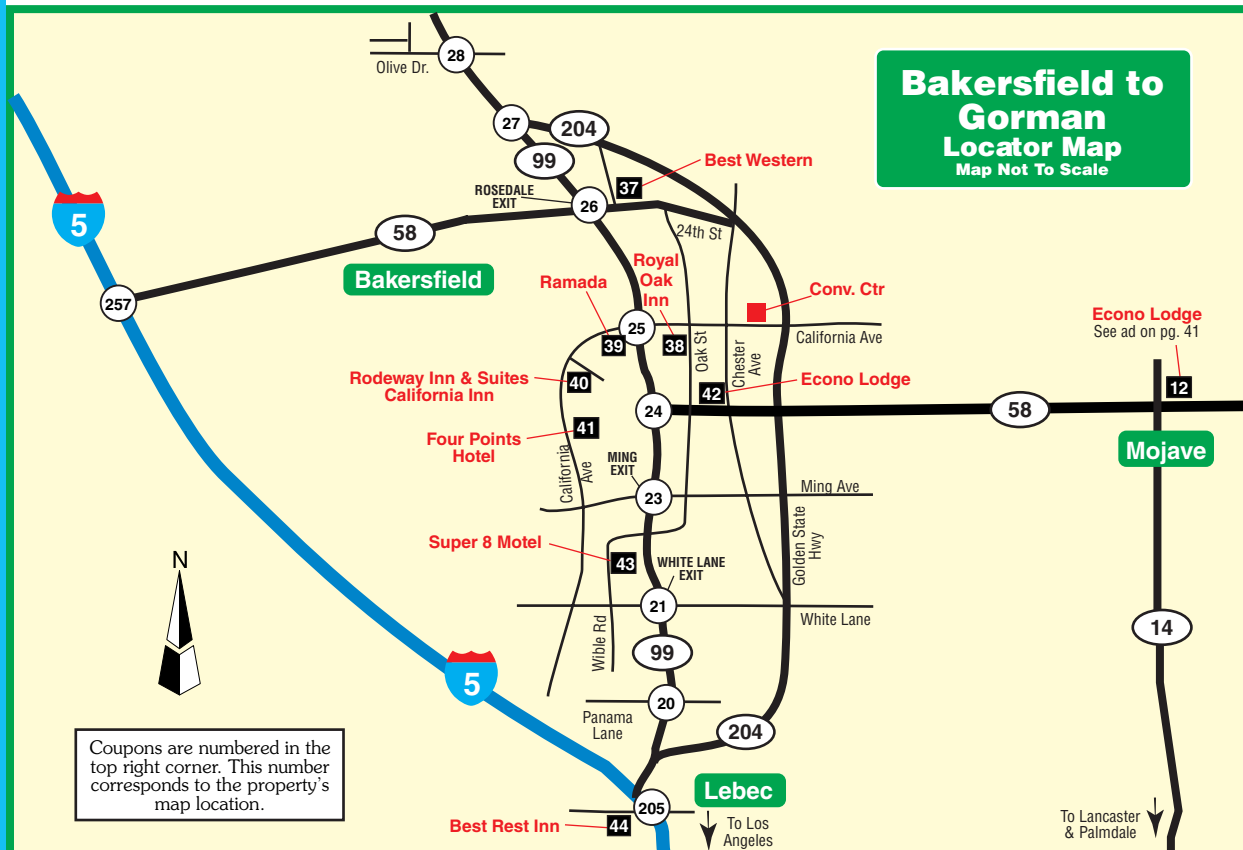 Bakersfield to
Gorman
Locator Map
Map Not To Scale
28
Olive Dr.
27
204
99
Best Western
37
ROSEDALE
EXIT
26
5
58
24th St
Bakersfield
257
Ramada
Royal
Oak
Inn
Conv. Ctr
25
39
38
Oak St
Chester
Ave
California Ave
Econo Lodge
See ad on pg. 41
12
Rodeway Inn & Suites
California Inn
40
42
Econo Lodge
24
58
Four Points
Hotel
41
California
Ave
MING
EXIT
Mojave
23
Ming Ave
Super 8 Motel
43
WHITE LANE
EXIT
Golden State
Hwy
21
White Lane
Wible Rd
99
14
N
5
20
Panama
Lane
204
Coupons are numbered in the
top right corner. This number
corresponds to the property's
map location.
Lebec
205
Best Rest Inn
44
To Los
Angeles
To Lancaster
& Palmdale